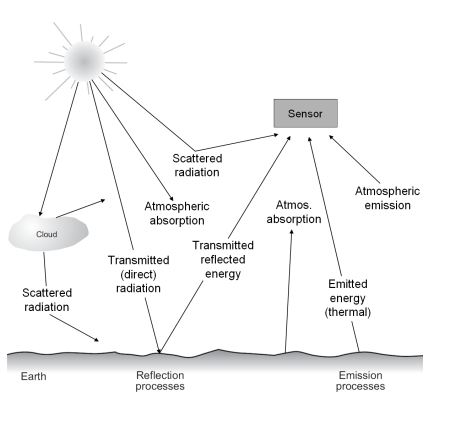 Sensor
Scattered
radiation
Atmospheric
absorption
Atmos.
absorption
Atmospheric
emission
Cloud
Transmitted
reflected
energy
Transmitted
(direct)
radiation
Scattered
radiation
Emitted
energy
(thermal)
Earth
Reflection
processes
Emission
processes